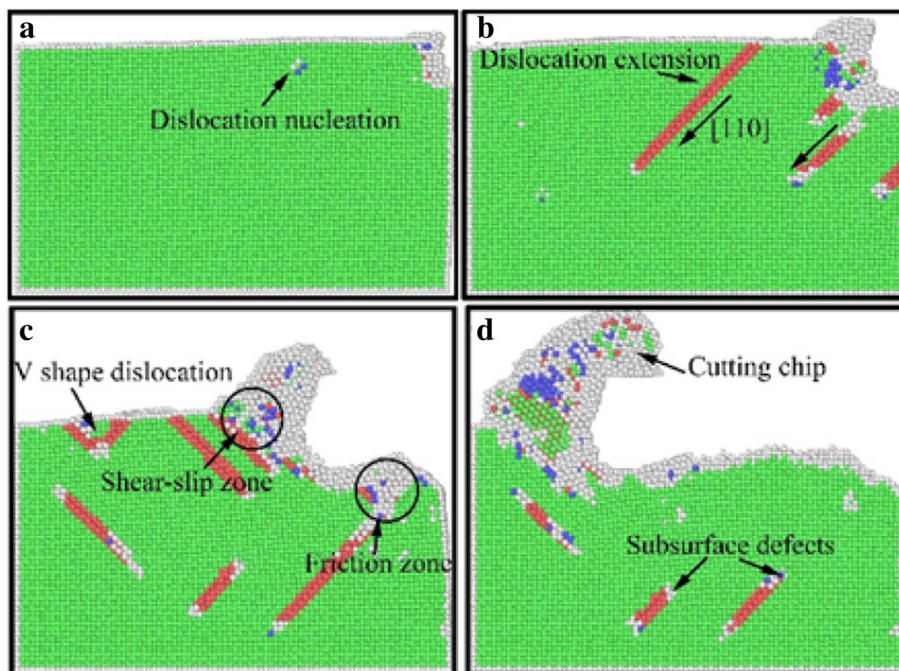 a
Dislocation nucleation
b
Dislocation extension
[110]
c
V shape dislocation
Shear-slip zone
Friction zone
d
Cutting chip
Subsurface defects